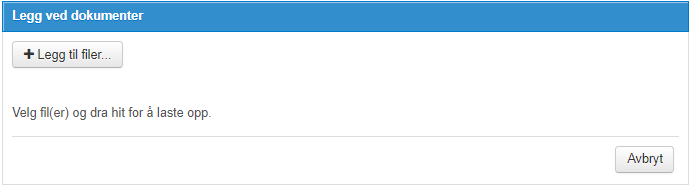 Legg ved dokumenter
+ Legg til filer...
Velg fil(er) og dra hit for å laste opp.
Avbryt